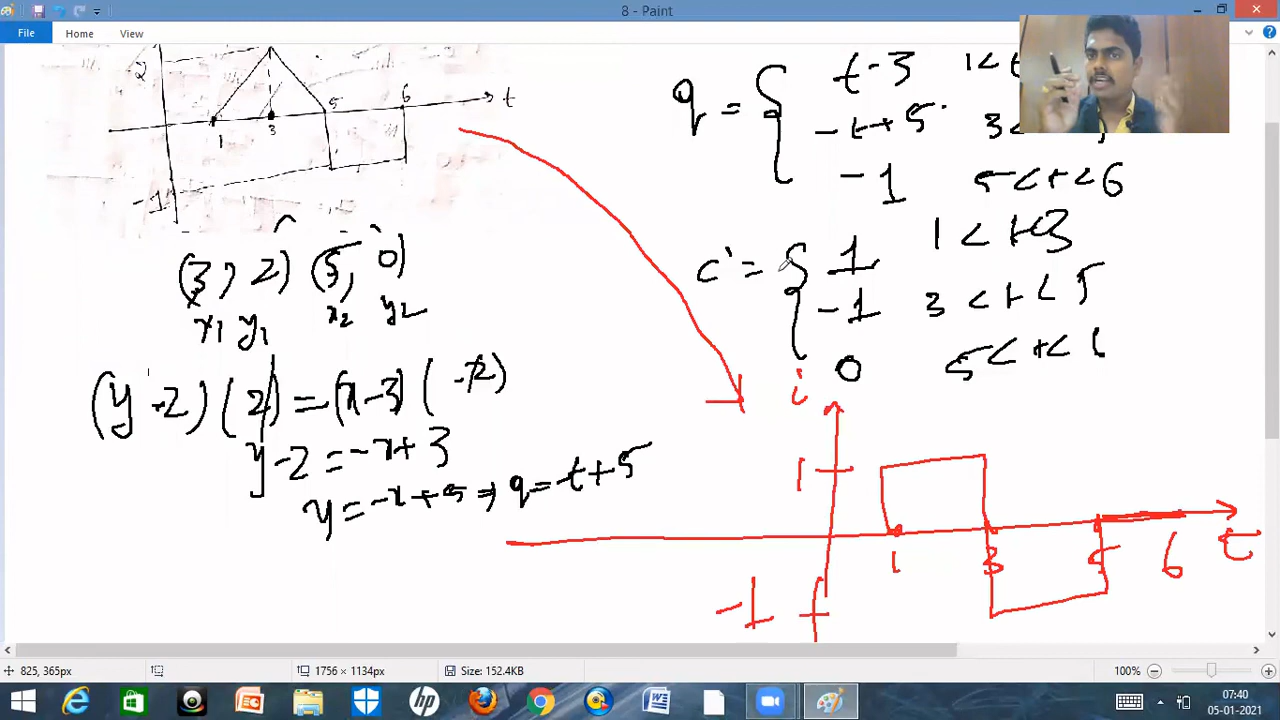 8 - Paint
File Home View
2
1 3 5 6 t
-1
q = { t-3 1<t
-t+5 3<
-1 5<t<6
i = { 1 1<t<3
-1 3<t<5
0 5<t<6
(3, 2) (5, 0)
x1 y1 x2 y2
(y-2)(2) = (x-3)(-2)
y-2 = -x+3
y = -x+5 ⇒ q = -t+5
i
1
1 3 5 6 t
-1
825, 365px 1756 × 1134px Size: 152.4KB 100%
07:40
05-01-2021